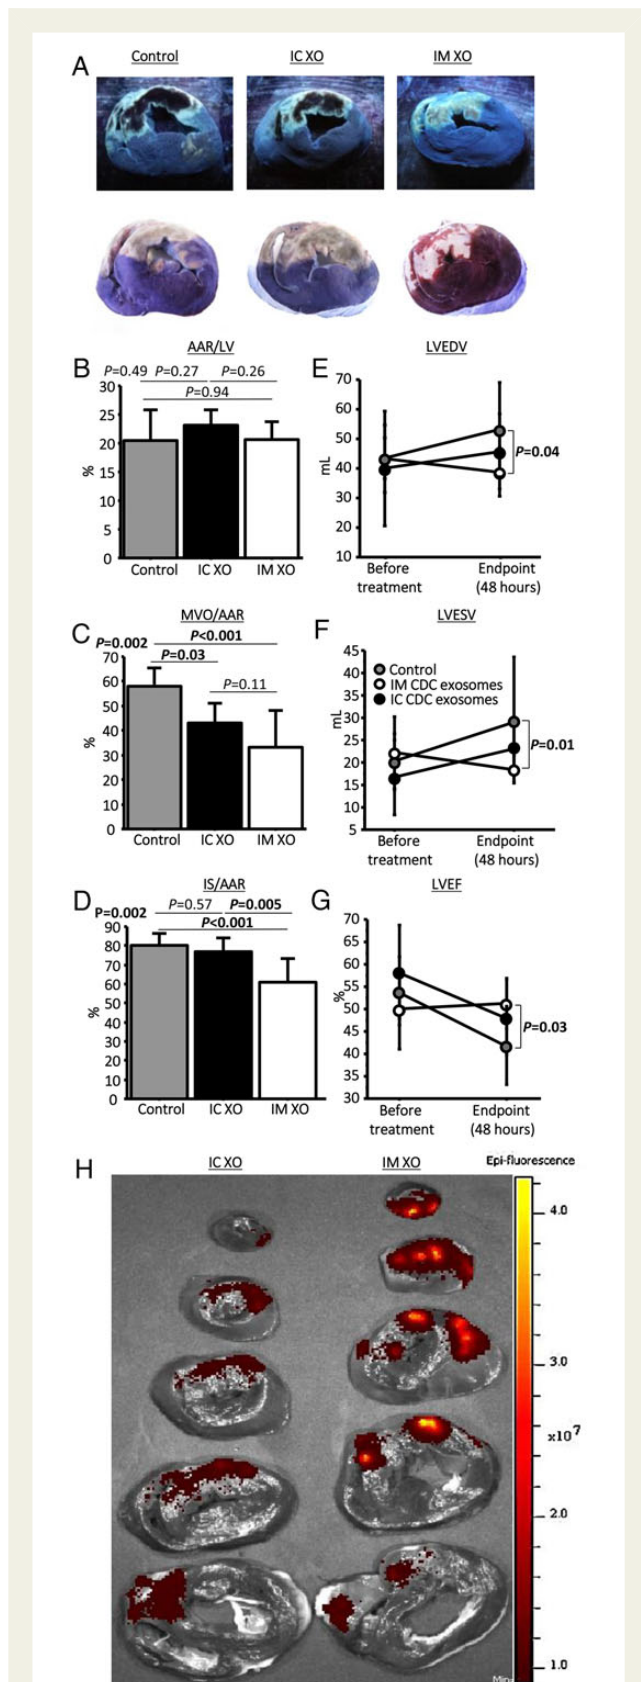 A
Control IC XO IM XO
B
AAR/LV
P=0.49 P=0.27 P=0.26
P=0.94
30
25
20
15
10
5
0
%
Control IC XO IM XO
E
LVEDV
70
60
50
40
30
20
10
mL
P=0.04
Before treatment
Endpoint (48 hours)
C
MVO/AAR
P=0.002
P<0.001
P=0.03
P=0.11
70
60
50
40
30
20
10
0
%
Control IC XO IM XO
F
LVESV
45
40
35
30
25
20
15
10
5
mL
Control
IM CDC exosomes
IC CDC exosomes
P=0.01
Before treatment
Endpoint (48 hours)
D
IS/AAR
P=0.002
P=0.57 P=0.005
P<0.001
90
80
70
60
50
40
30
20
10
0
%
Control IC XO IM XO
G
LVEF
70
65
60
55
50
45
40
35
30
%
P=0.03
Before treatment
Endpoint (48 hours)
H
IC XO IM XO
Epi-fluorescence
4.0
3.0
x10⁷
2.0
1.0
Min